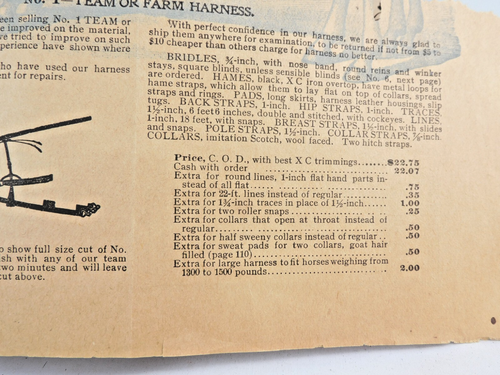 No. 1—TEAM OR FARM HARNESS.
een selling No. 1 TEAM or
e improved on the material,
ve tried to improve on such
perience have shown where
ho have used our harness
ent for repairs.
o show full size cut of No.
sh with any of our team
two minutes and will leave
cut above.
With perfect confidence in our harness, we are always glad to
ship them anywhere for examination, to be returned if not from $5 to
$10 cheaper than others charge for harness no better.
BRIDLES, ¾-inch, with nose band, round reins and winker
stays, square blinds, unless sensible blinds (see No. 6, next page)
are ordered. HAMES, black, X C iron overtop, have metal loops for
hame straps, which allow them to lay flat on top of collars, spread
straps and rings. PADS, long skirts, harness leather housings, slip
tugs. BACK STRAPS, 1-inch. HIP STRAPS, 1-inch. TRACES,
1½-inch, 6 feet 6 inches, double and stitched, with cockeyes. LINES,
1-inch, 18 feet, with snaps. BREAST STRAPS, 1½-inch, with slides
and snaps. POLE STRAPS, 1½-inch. COLLAR STRAPS, ¾-inch.
COLLARS, imitation Scotch, wool faced. Two hitch straps.
Price, C. O. D., with best X C trimmings.......$22.75
Cash with order ................ 22.07
Extra for round lines, 1-inch flat hand parts in-
stead of all flat............... .75
Extra for 22-ft. lines instead of regular........ .35
Extra for 1¾-inch traces in place of 1½-inch..... 1.00
Extra for two roller snaps............ .25
Extra for collars that open at throat instead of
regular................... .50
Extra for half sweeny collars instead of regular.. .50
Extra for sweat pads for two collars, goat hair
filled (page 110)............... .50
Extra for large harness to fit horses weighing from
1300 to 1500 pounds............. 2.00